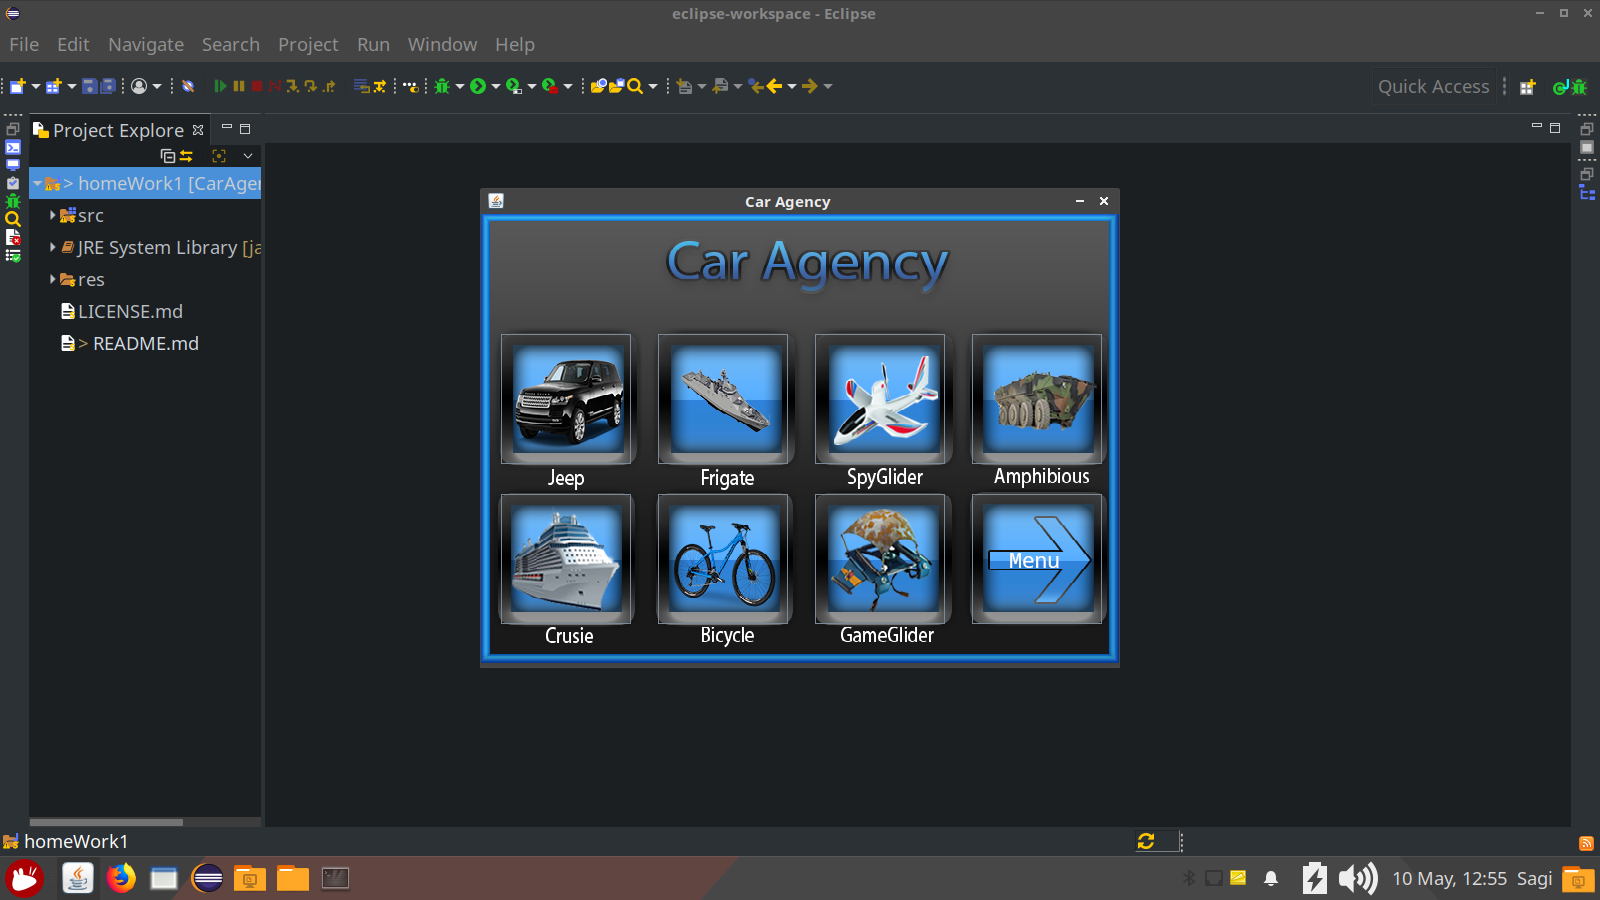 eclipse-workspace - Eclipse
File Edit Navigate Search Project Run Window Help
Quick Access
Project Explore
> homeWork1 [CarAger
src
JRE System Library [ja
res
LICENSE.md
> README.md
Car Agency
Car Agency
Jeep Frigate SpyGlider Amphibious
Menu
Crusie Bicycle GameGlider
homeWork1
10 May, 12:55 Sagi